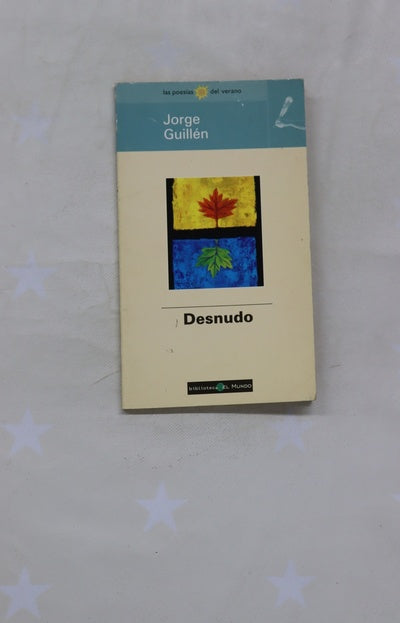 las poesías del verano
Jorge
Guillén
Desnudo
biblioteca EL MUNDO